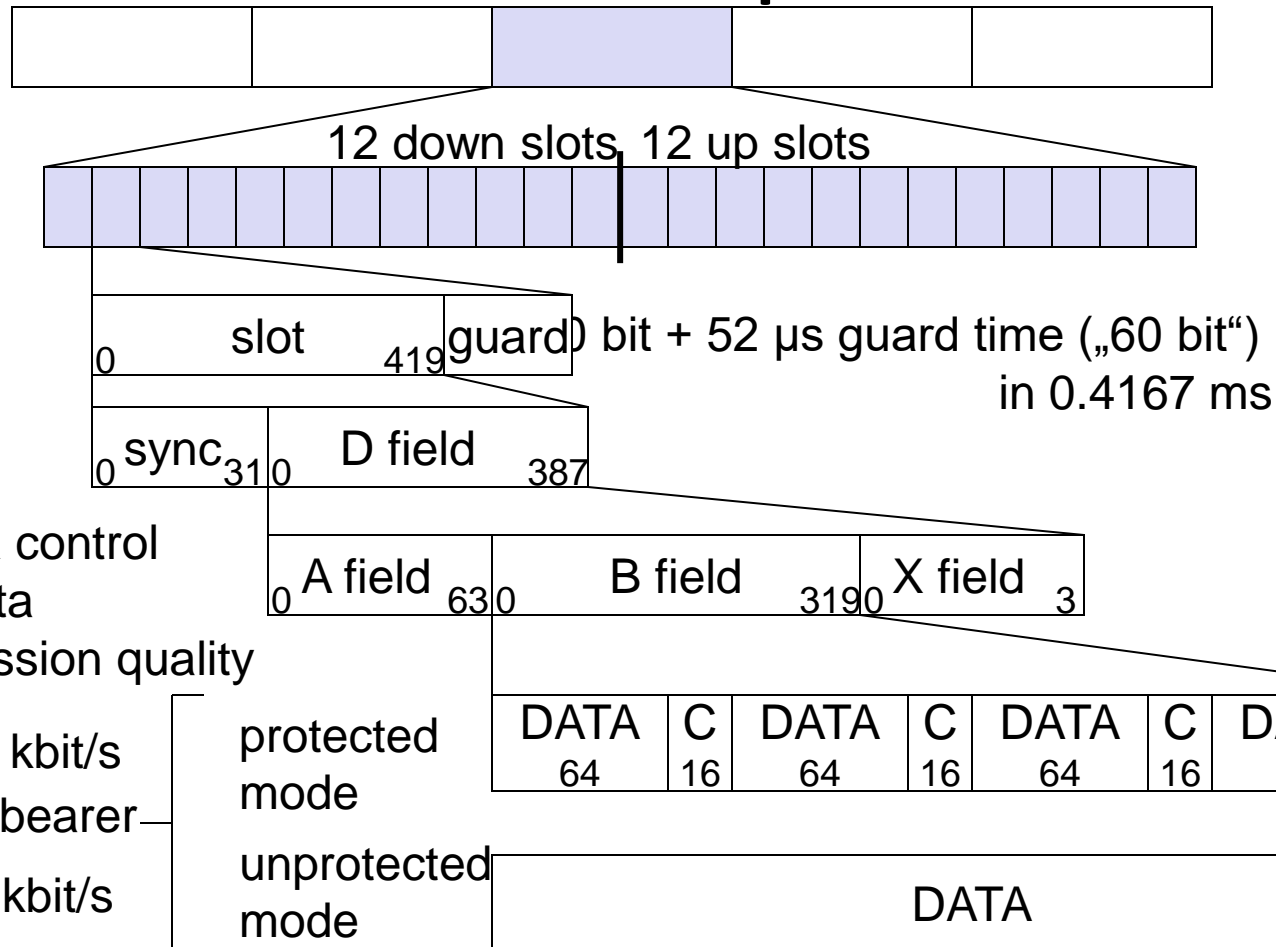 12 down slots 12 up slots
0 slot 419 guard
0 bit + 52 µs guard time („60 bit“)
in 0.4167 ms
0 sync 31 0 D field 387
control
0 A field 63 0 B field 319 0 X field 3
quality
kbit/s
bearer
kbit/s
protected
mode
DATA C DATA C DATA C
64 16 64 16 64 16
unprotected
mode
DATA